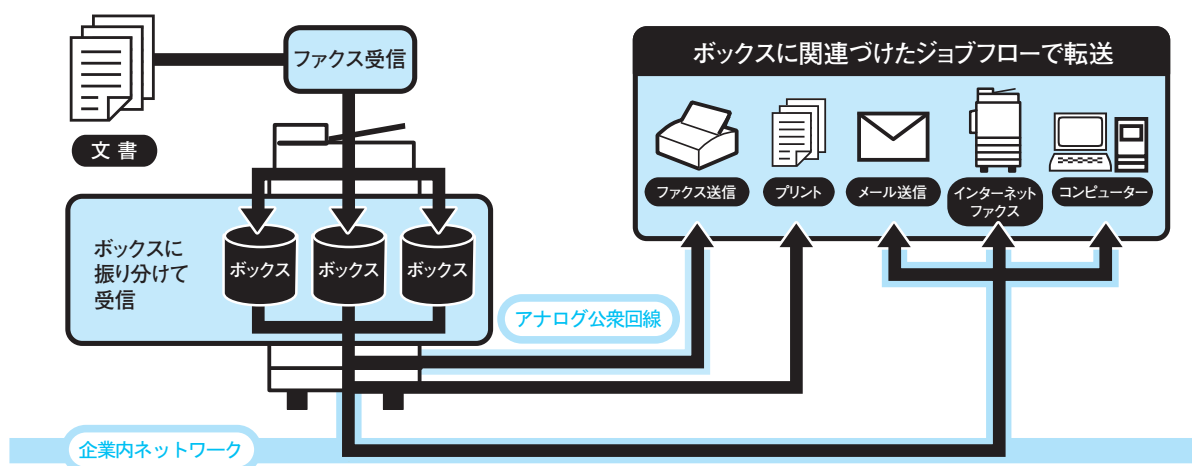 ファクス受信
文書
ボックスに
振り分けて
受信
ボックス
ボックス
ボックス
アナログ公衆回線
企業内ネットワーク
ボックスに関連づけたジョブフローで転送
ファクス送信
プリント
メール送信
インターネット
ファクス
コンピューター